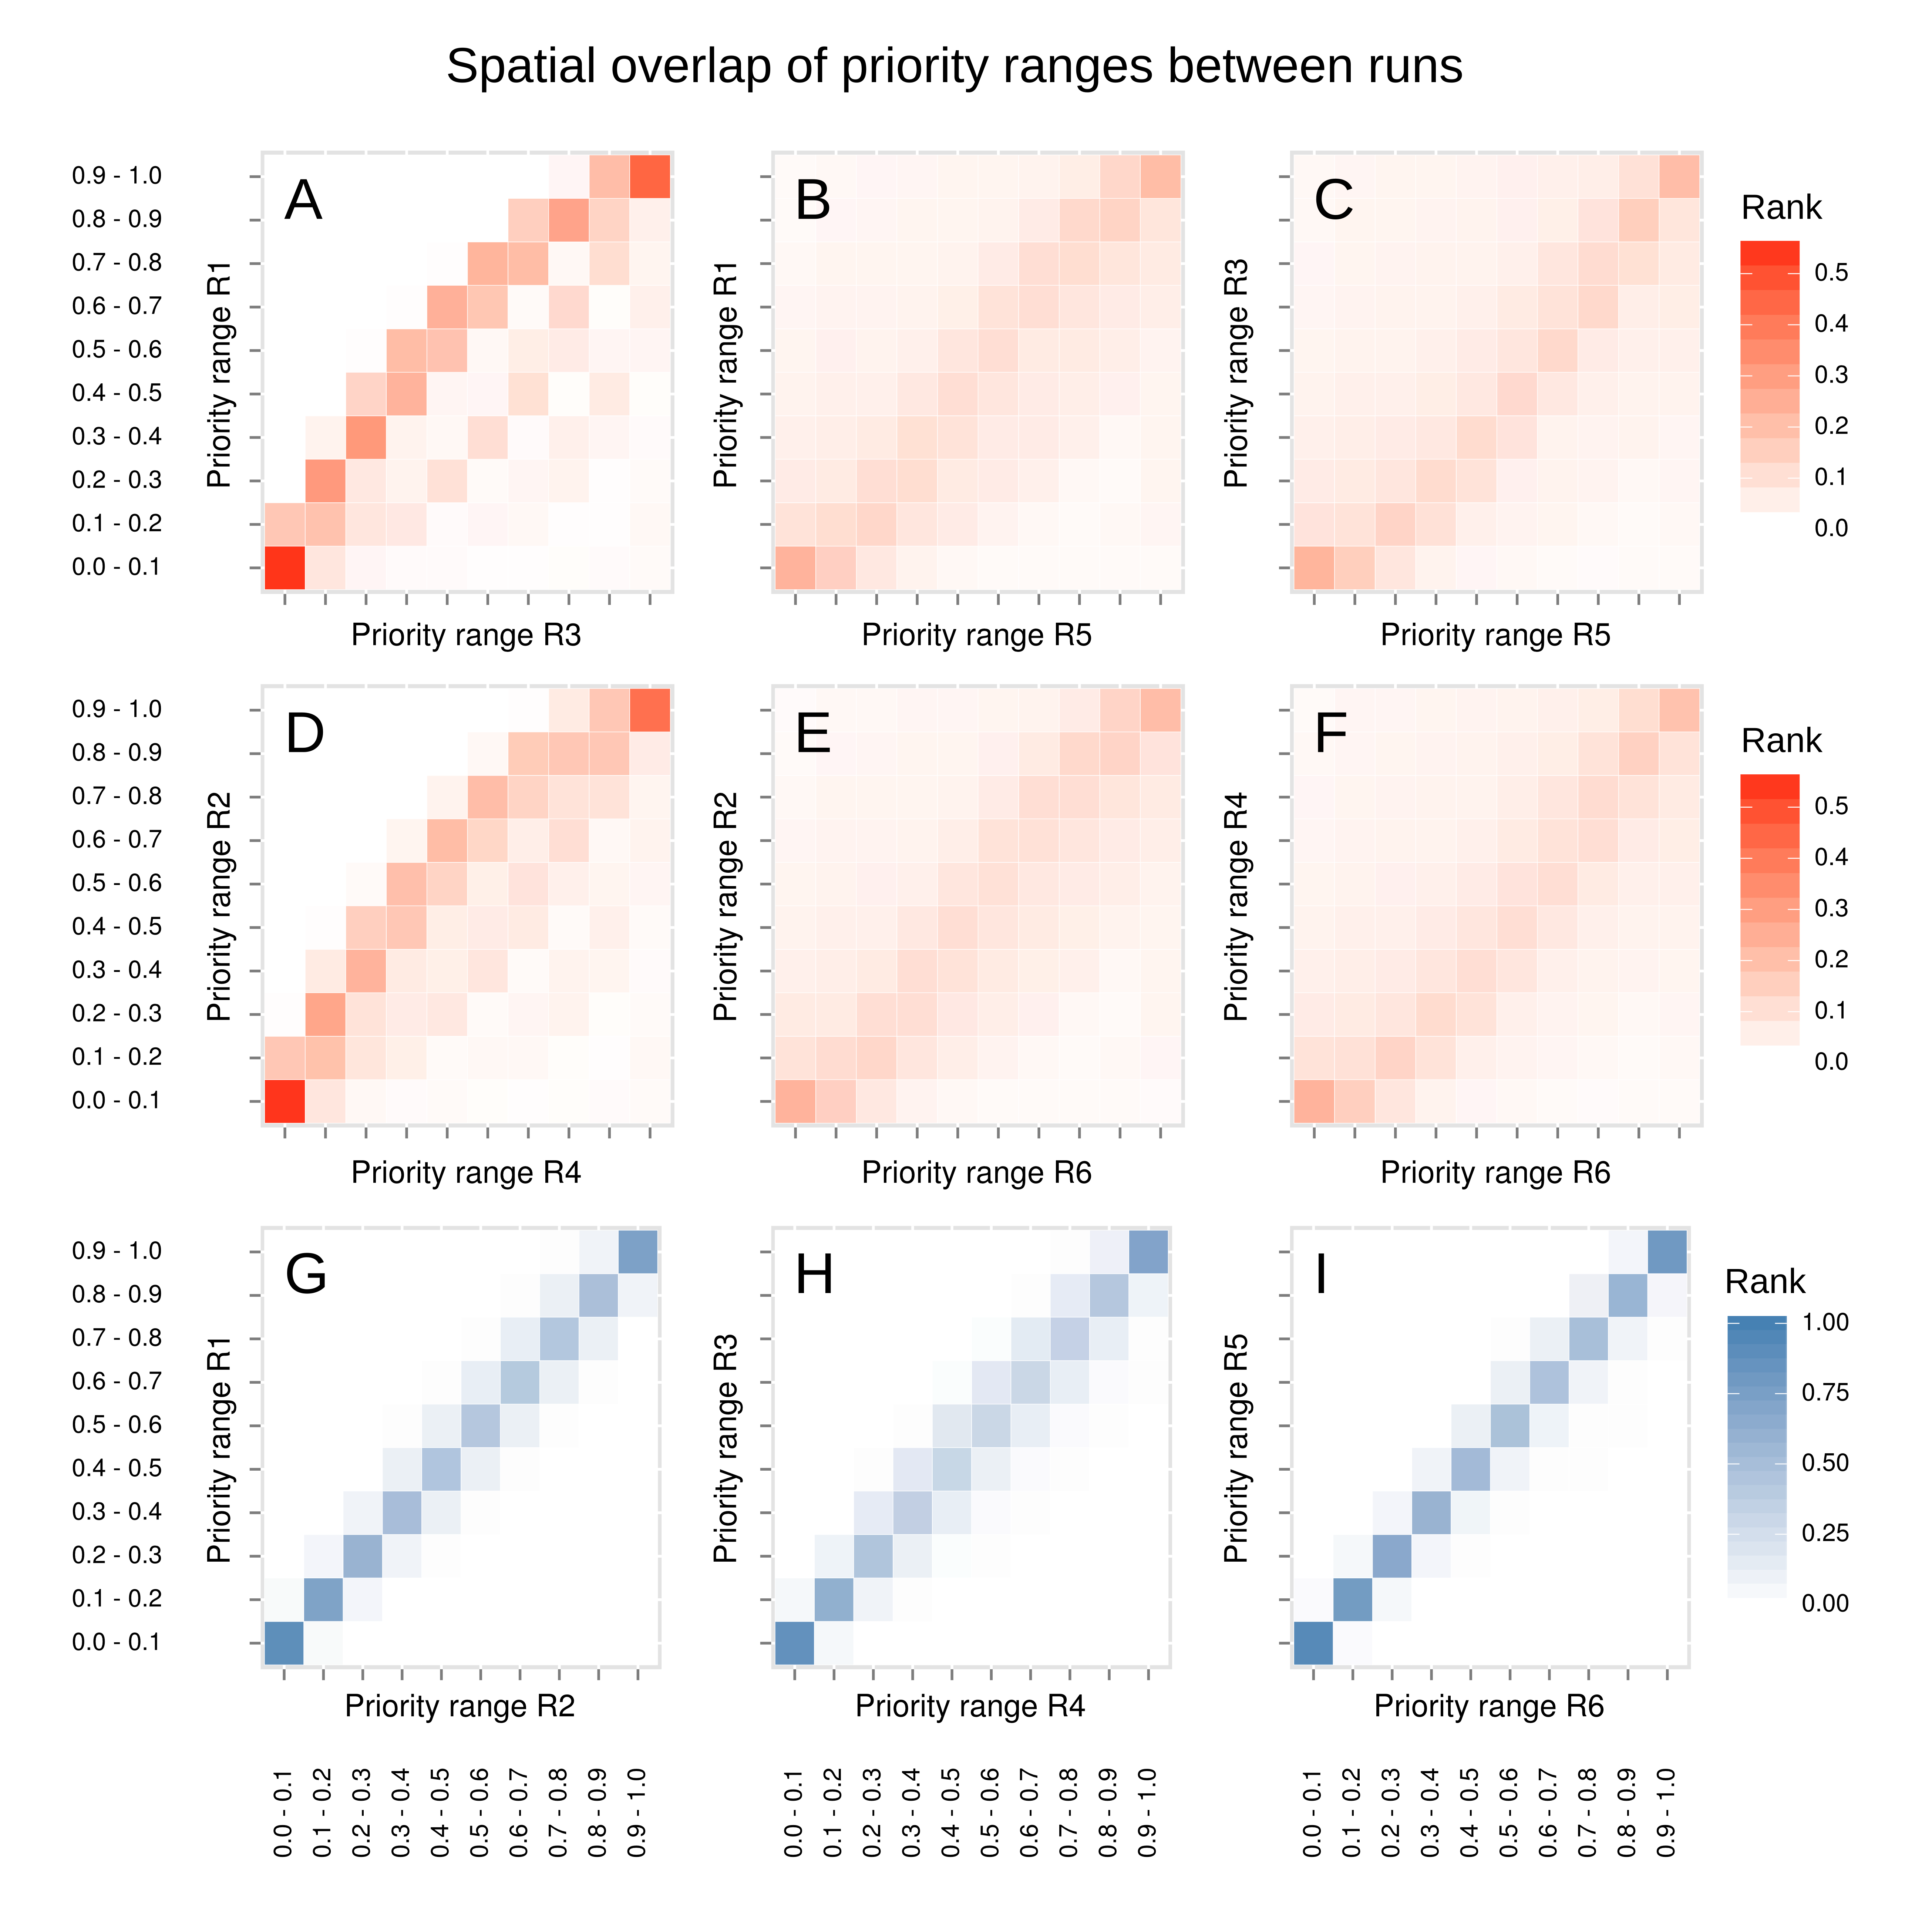 Spatial overlap of priority ranges between runs
A
B
C
0.9 - 1.0
0.8 - 0.9
0.7 - 0.8
0.6 - 0.7
0.5 - 0.6
0.4 - 0.5
0.3 - 0.4
0.2 - 0.3
0.1 - 0.2
0.0 - 0.1
Priority range R1
Priority range R1
Priority range R3
Rank
0.5
0.4
0.3
0.2
0.1
0.0
Priority range R3
Priority range R5
Priority range R5
D
E
F
0.9 - 1.0
0.8 - 0.9
0.7 - 0.8
0.6 - 0.7
0.5 - 0.6
0.4 - 0.5
0.3 - 0.4
0.2 - 0.3
0.1 - 0.2
0.0 - 0.1
Priority range R2
Priority range R2
Priority range R4
Rank
0.5
0.4
0.3
0.2
0.1
0.0
Priority range R4
Priority range R6
Priority range R6
G
H
I
0.9 - 1.0
0.8 - 0.9
0.7 - 0.8
0.6 - 0.7
0.5 - 0.6
0.4 - 0.5
0.3 - 0.4
0.2 - 0.3
0.1 - 0.2
0.0 - 0.1
Priority range R1
Priority range R3
Priority range R5
Rank
1.00
0.75
0.50
0.25
0.00
Priority range R2
Priority range R4
Priority range R6
0.0 - 0.1
0.1 - 0.2
0.2 - 0.3
0.3 - 0.4
0.4 - 0.5
0.5 - 0.6
0.6 - 0.7
0.7 - 0.8
0.8 - 0.9
0.9 - 1.0
0.0 - 0.1
0.1 - 0.2
0.2 - 0.3
0.3 - 0.4
0.4 - 0.5
0.5 - 0.6
0.6 - 0.7
0.7 - 0.8
0.8 - 0.9
0.9 - 1.0
0.0 - 0.1
0.1 - 0.2
0.2 - 0.3
0.3 - 0.4
0.4 - 0.5
0.5 - 0.6
0.6 - 0.7
0.7 - 0.8
0.8 - 0.9
0.9 - 1.0